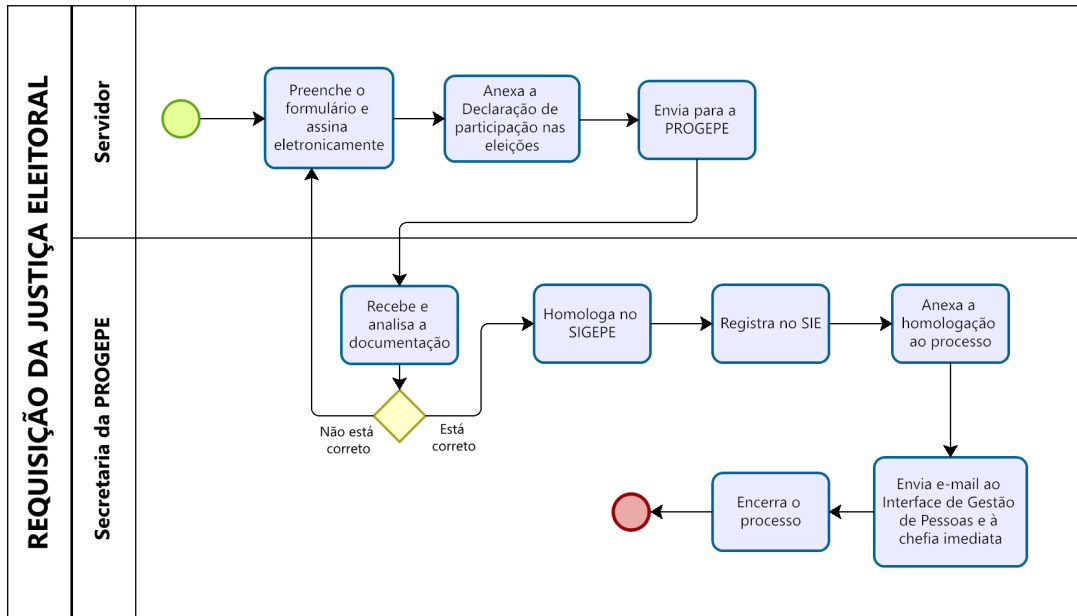 REQUISIÇÃO DA JUSTIÇA ELEITORAL
Servidor
Preenche o
formulário e
assina
eletronicamente
Anexa a
Declaração de
participação nas
eleições
Envia para a
PROGEPE
Secretaria da PROGEPE
Recebe e
analisa a
documentação
Não está
correto
Está
correto
Homologa no
SIGEPE
Registra no SIE
Anexa a
homologação
ao processo
Envia e-mail ao
Interface de Gestão
de Pessoas e à
chefia imediata
Encerra o
processo